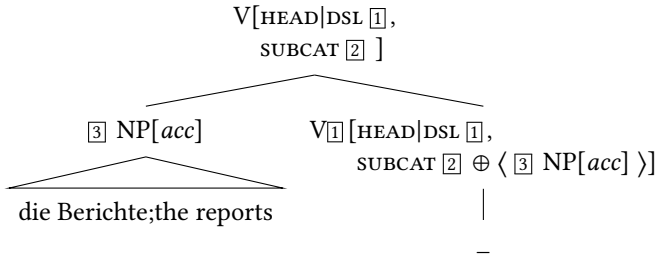 V[HEAD|DSL 1,
SUBCAT 2 ]
3 NP[acc] V1[HEAD|DSL 1,
SUBCAT 2 ⊕ ⟨ 3 NP[acc] ⟩]
die Berichte;the reports
_